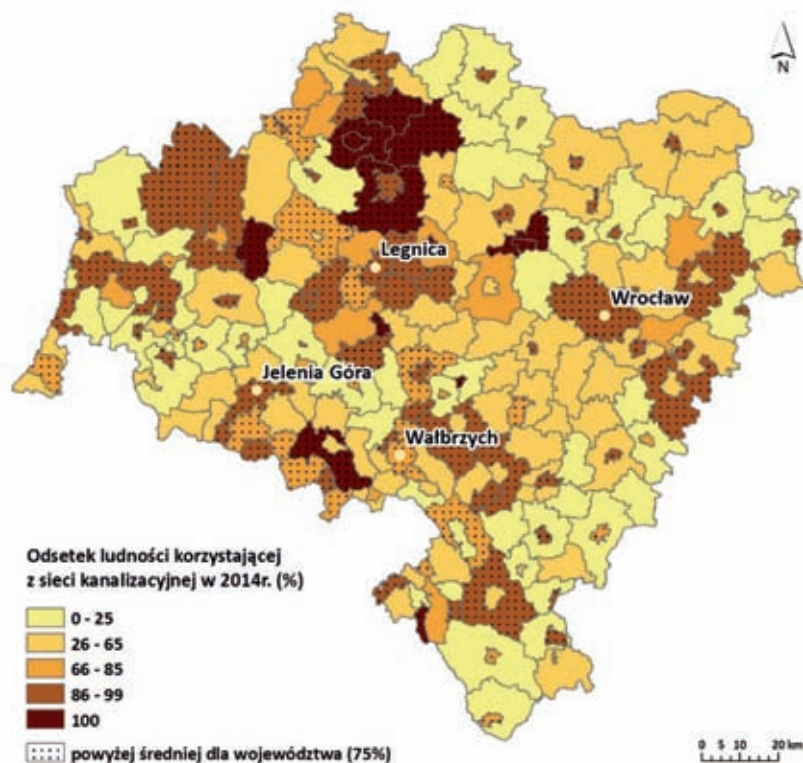 N
Legnica
Wrocław
Jelenia Góra
Wałbrzych
Odsetek ludności korzystającej
z sieci kanalizacyjnej w 2014r. (%)
0 - 25
26 - 65
66 - 85
86 - 99
100
powyżej średniej dla województwa (75%)
0 5 10 20 km